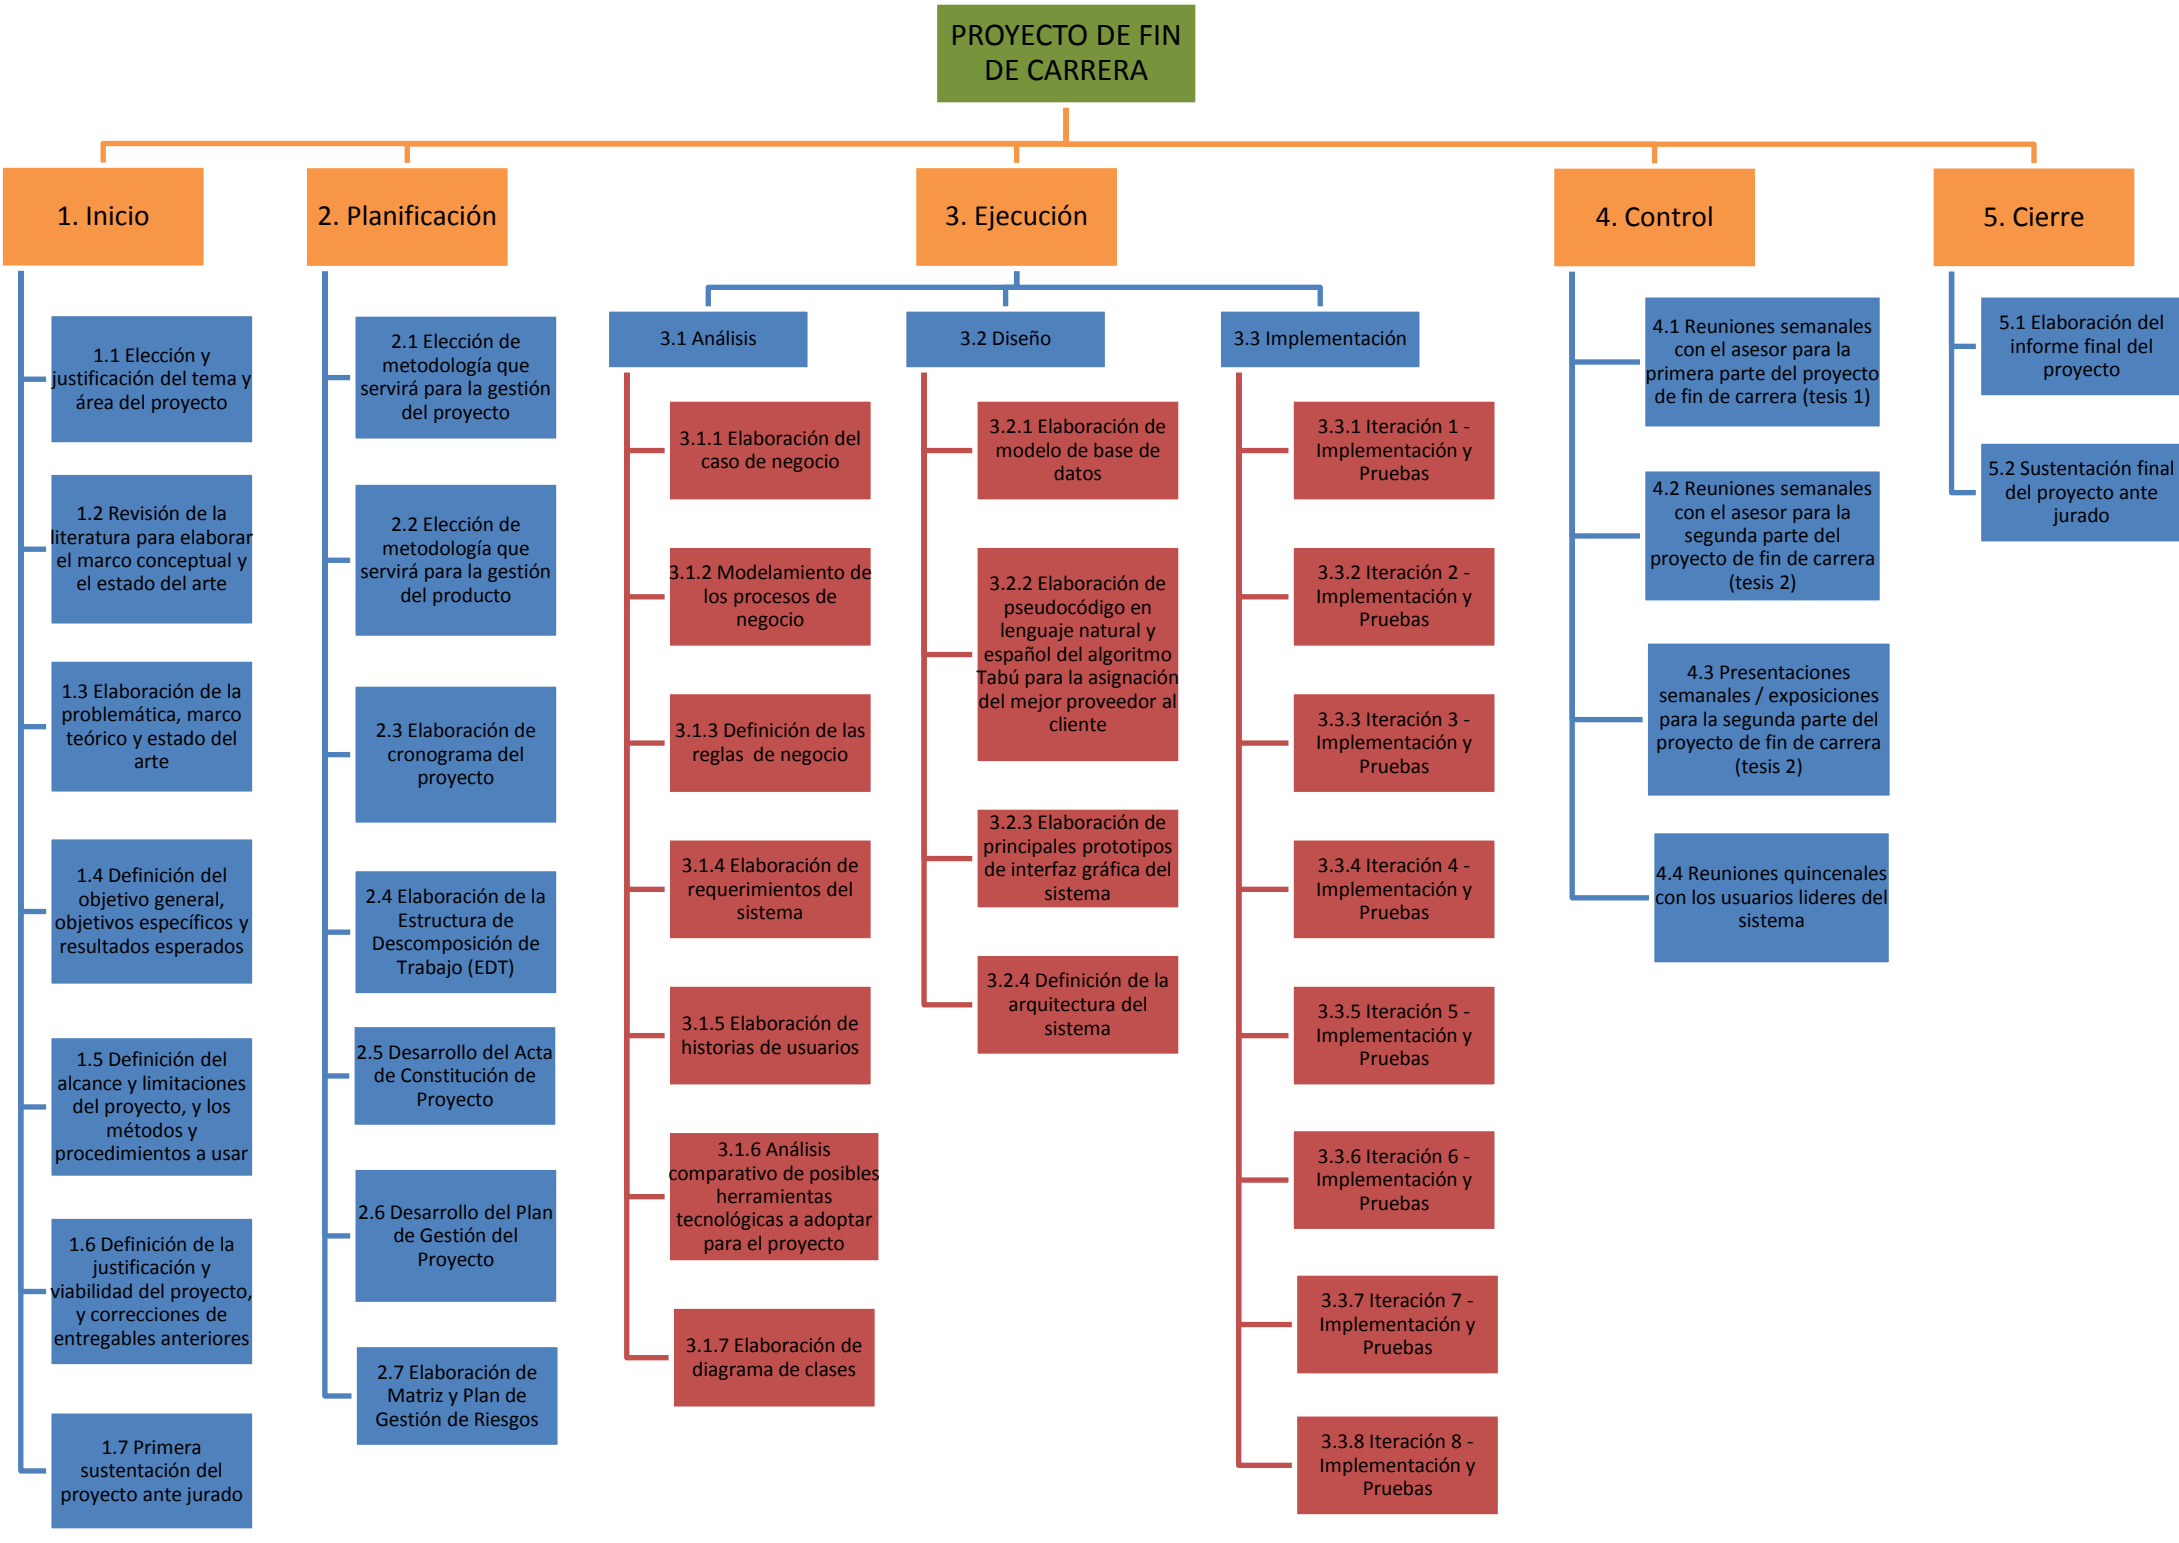 PROYECTO DE FIN
DE CARRERA
1. Inicio
1.1 Elección y
justificación del tema y
área del proyecto
1.2 Revisión de la
literatura para elaborar
el marco conceptual y
el estado del arte
1.3 Elaboración de la
problemática, marco
teórico y estado del
arte
1.4 Definición del
objetivo general,
objetivos específicos y
resultados esperados
1.5 Definición del
alcance y limitaciones
del proyecto, y los
métodos y
procedimientos a usar
1.6 Definición de la
justificación y
viabilidad del proyecto,
y correcciones de
entregables anteriores
1.7 Primera
sustentación del
proyecto ante jurado
2. Planificación
2.1 Elección de
metodología que
servirá para la gestión
del proyecto
2.2 Elección de
metodología que
servirá para la gestión
del producto
2.3 Elaboración de
cronograma del
proyecto
2.4 Elaboración de la
Estructura de
Descomposición de
Trabajo (EDT)
2.5 Desarrollo del Acta
de Constitución de
Proyecto
2.6 Desarrollo del Plan
de Gestión del
Proyecto
2.7 Elaboración de
Matriz y Plan de
Gestión de Riesgos
3. Ejecución
3.1 Análisis
3.1.1 Elaboración del
caso de negocio
3.1.2 Modelamiento de
los procesos de
negocio
3.1.3 Definición de las
reglas  de negocio
3.1.4 Elaboración de
requerimientos del
sistema
3.1.5 Elaboración de
historias de usuarios
3.1.6 Análisis
comparativo de posibles
herramientas
tecnológicas a adoptar
para el proyecto
3.1.7 Elaboración de
diagrama de clases
3.2 Diseño
3.2.1 Elaboración de
modelo de base de
datos
3.2.2 Elaboración de
pseudocódigo en
lenguaje natural y
español del algoritmo
Tabú para la asignación
del mejor proveedor al
cliente
3.2.3 Elaboración de
principales prototipos
de interfaz gráfica del
sistema
3.2.4 Definición de la
arquitectura del
sistema
3.3 Implementación
3.3.1 Iteración 1 -
Implementación y
Pruebas
3.3.2 Iteración 2 -
Implementación y
Pruebas
3.3.3 Iteración 3 -
Implementación y
Pruebas
3.3.4 Iteración 4 -
Implementación y
Pruebas
3.3.5 Iteración 5 -
Implementación y
Pruebas
3.3.6 Iteración 6 -
Implementación y
Pruebas
3.3.7 Iteración 7 -
Implementación y
Pruebas
3.3.8 Iteración 8 -
Implementación y
Pruebas
4. Control
4.1 Reuniones semanales
con el asesor para la
primera parte del proyecto
de fin de carrera (tesis 1)
4.2 Reuniones semanales
con el asesor para la
segunda parte del
proyecto de fin de carrera
(tesis 2)
4.3 Presentaciones
semanales / exposiciones
para la segunda parte del
proyecto de fin de carrera
(tesis 2)
4.4 Reuniones quincenales
con los usuarios lideres del
sistema
5. Cierre
5.1 Elaboración del
informe final del
proyecto
5.2 Sustentación final
del proyecto ante
jurado